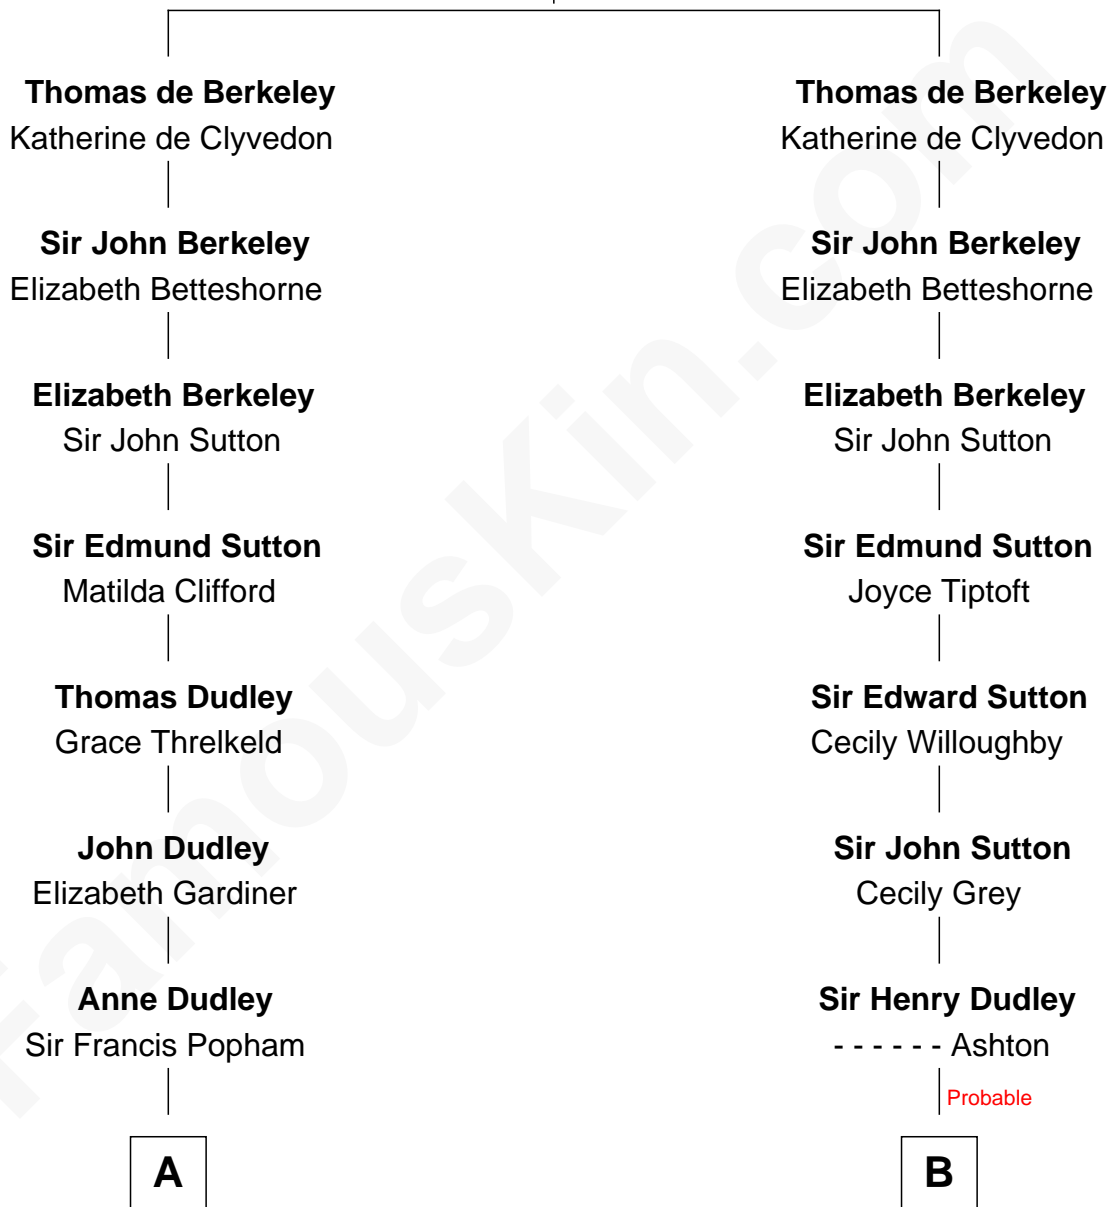 Thomas de Berkeley
Katherine de Clyvedon
Sir John Berkeley
Elizabeth Betteshorne
Elizabeth Berkeley
Sir John Sutton
Sir Edmund Sutton
Matilda Clifford
Thomas Dudley
Grace Threlkeld
John Dudley
Elizabeth Gardiner
Anne Dudley
Sir Francis Popham
A
Thomas de Berkeley
Katherine de Clyvedon
Sir John Berkeley
Elizabeth Betteshorne
Elizabeth Berkeley
Sir John Sutton
Sir Edmund Sutton
Joyce Tiptoft
Sir Edward Sutton
Cecily Willoughby
Sir John Sutton
Cecily Grey
Sir Henry Dudley
- - - - - - Ashton
Probable
B
FamousKin.com